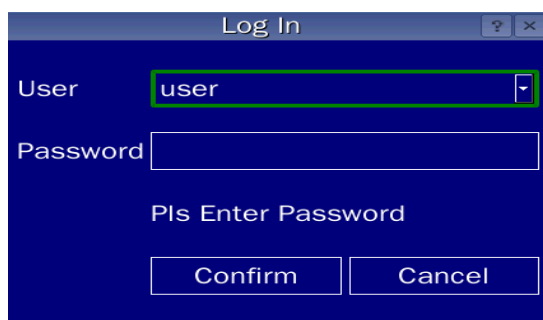 Log In
User user
Password
Pls Enter Password
Confirm Cancel